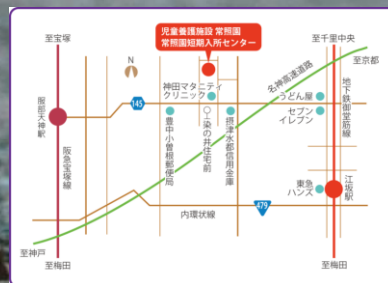 至宝塚
児童養護施設 常照園
常照園短期入所センター
至千里中央
至京都
N
神田マタニティ
クリニック
名神高速道路
うどん屋
地下鉄御堂筋線
服部天神駅
145
セブン
イレブン
豊中小曽根郵便局
〇染の井住宅前
摂津水都信用金庫
阪急宝塚線
東急
ハンズ
江坂駅
内環状線
479
至神戸
至梅田
至梅田